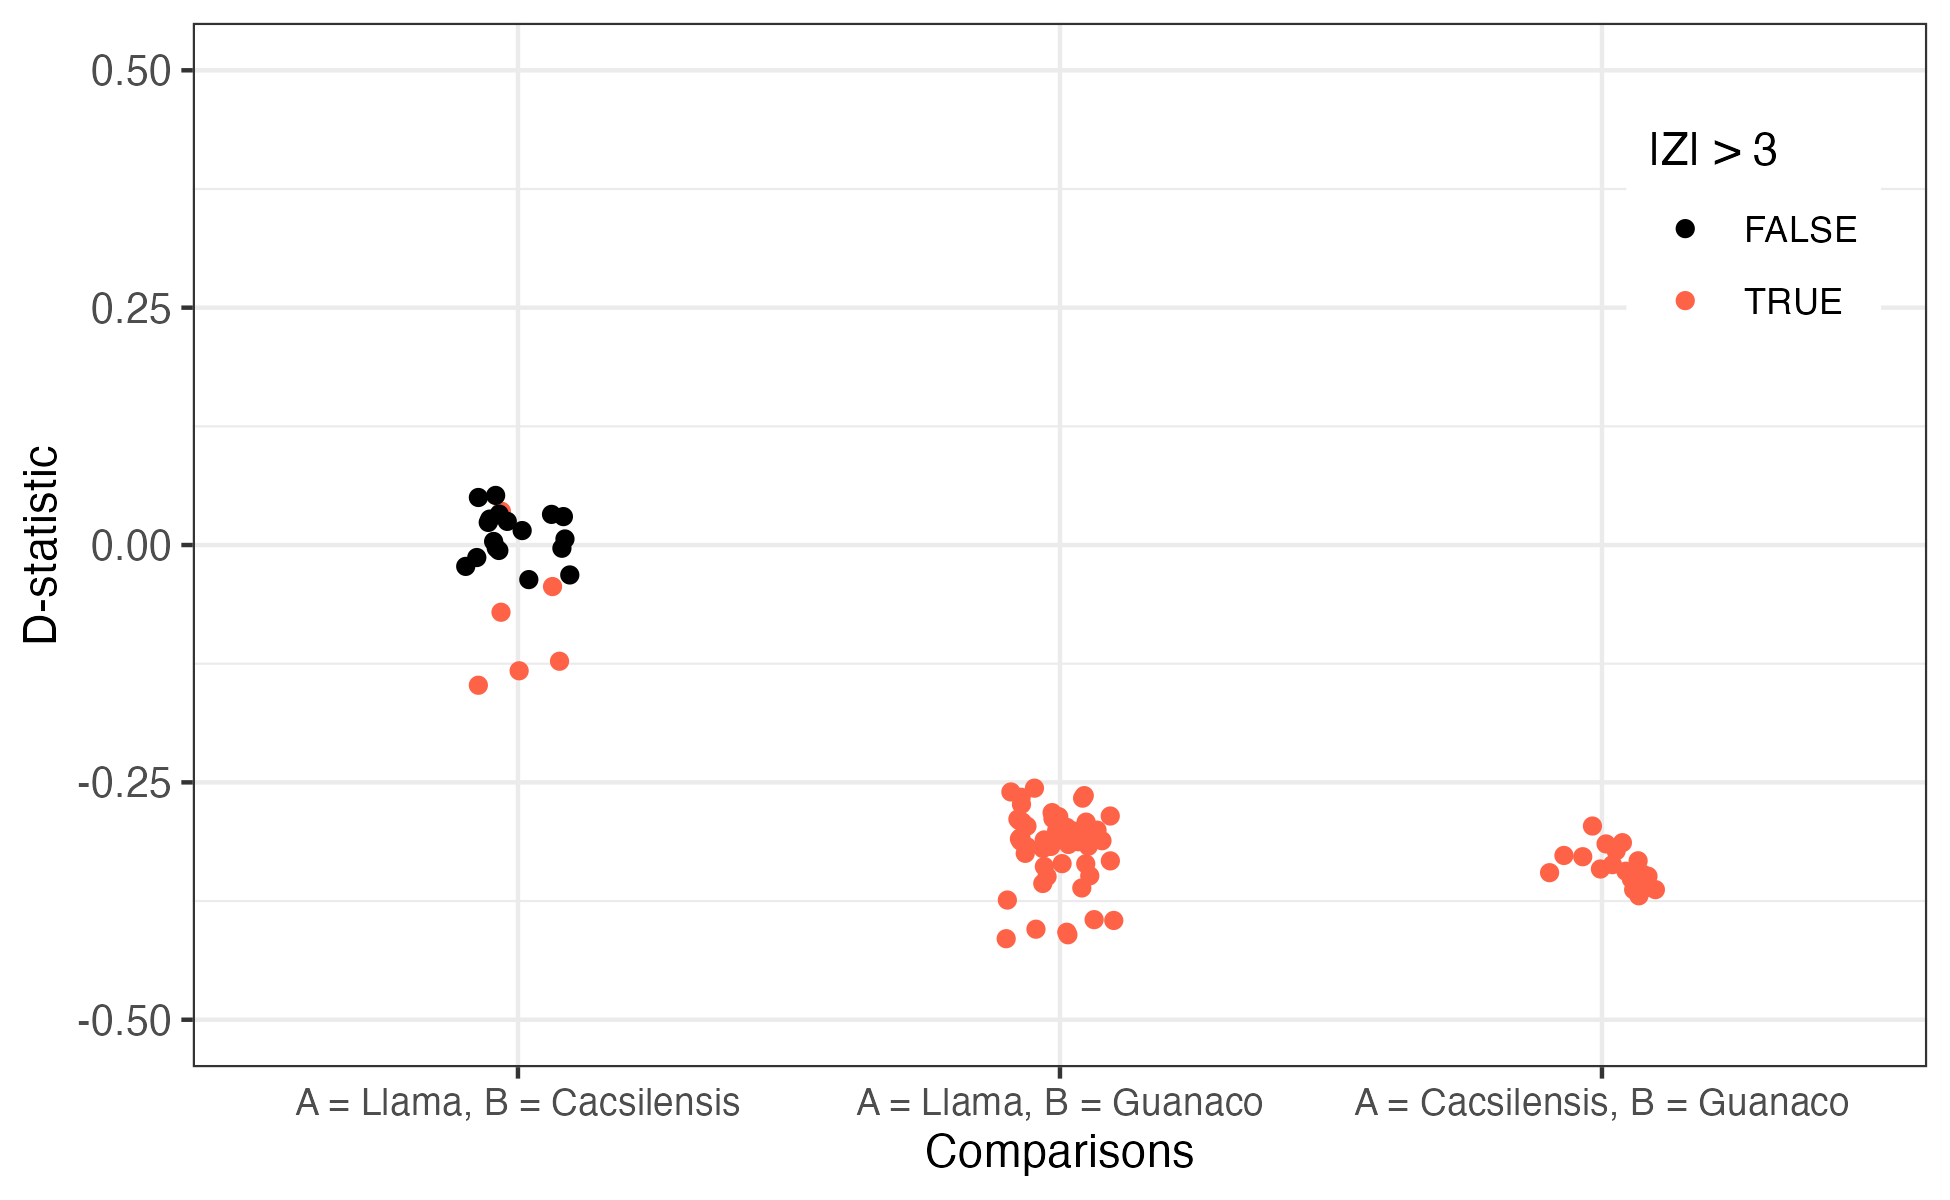 D-statistic
0.50
0.25
0.00
-0.25
-0.50
|Z| > 3
FALSE
TRUE
A = Llama, B = Cacsilensis
A = Llama, B = Guanaco
A = Cacsilensis, B = Guanaco
Comparisons